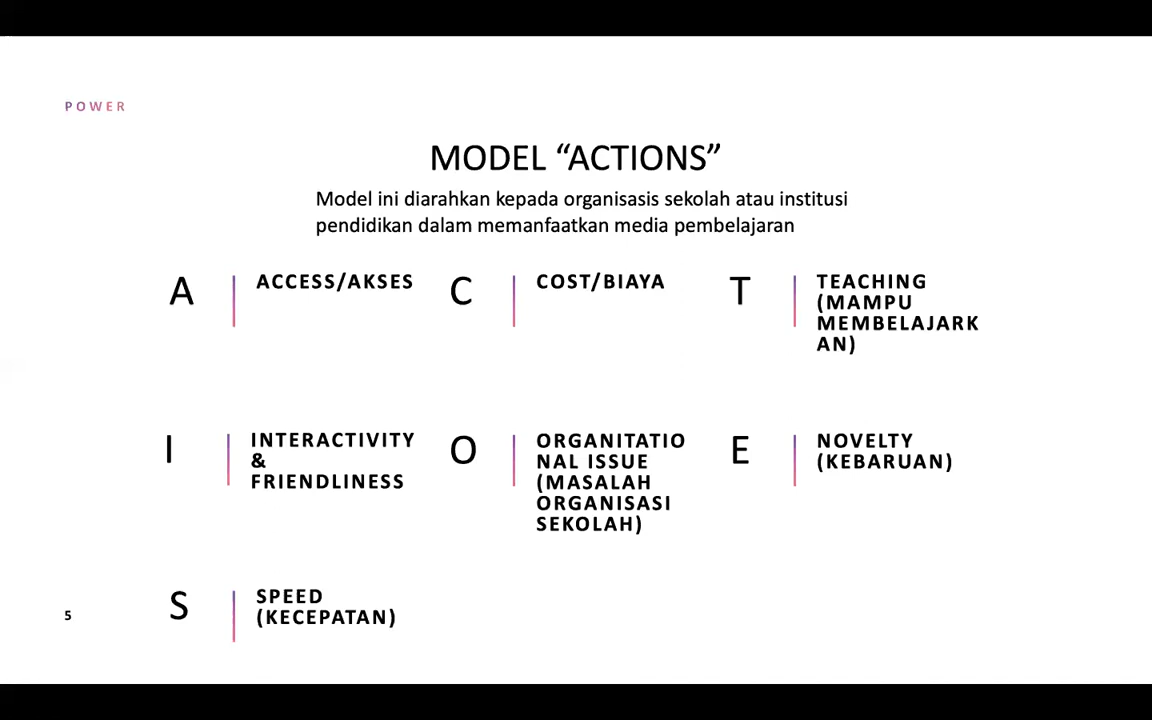 POWER
MODEL “ACTIONS”
Model ini diarahkan kepada organisasis sekolah atau institusi
pendidikan dalam memanfaatkan media pembelajaran
A
ACCESS/AKSES
C
COST/BIAYA
T
TEACHING
(MAMPU
MEMBELAJARK
AN)
I
INTERACTIVITY
&
FRIENDLINESS
O
ORGANITATIO
NAL ISSUE
(MASALAH
ORGANISASI
SEKOLAH)
E
NOVELTY
(KEBARUAN)
S
SPEED
(KECEPATAN)
5